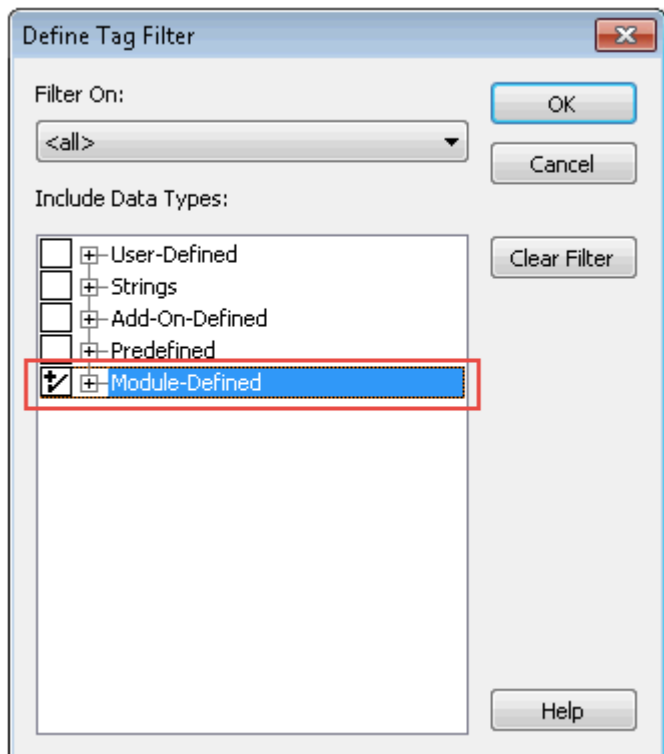 Define Tag Filter
Filter On:
<all>
OK
Cancel
Include Data Types:
Clear Filter
User-Defined
Strings
Add-On-Defined
Predefined
Module-Defined
Help